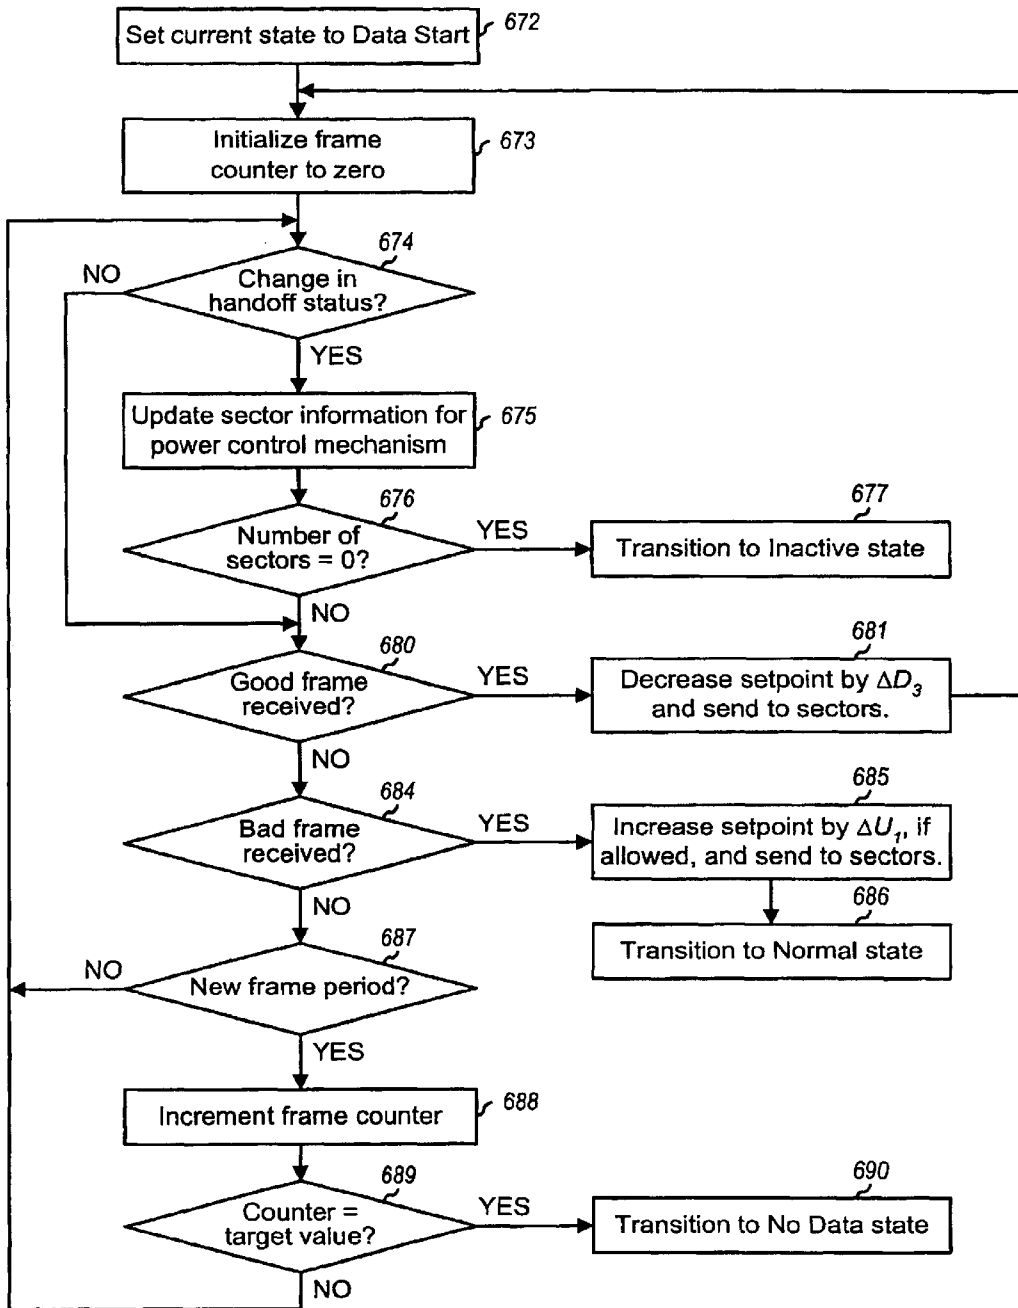 Set current state to Data Start
672
Initialize frame
counter to zero
673
674
NO
Change in
handoff status?
YES
Update sector information for
power control mechanism
675
676
Number of
sectors = 0?
YES
677
Transition to Inactive state
NO
680
Good frame
received?
YES
681
Decrease setpoint by ΔD₃
and send to sectors.
NO
684
Bad frame
received?
YES
685
Increase setpoint by ΔU₁, if
allowed, and send to sectors.
NO
686
Transition to Normal state
687
NO
New frame period?
YES
Increment frame counter
688
689
Counter =
target value?
YES
690
Transition to No Data state
NO